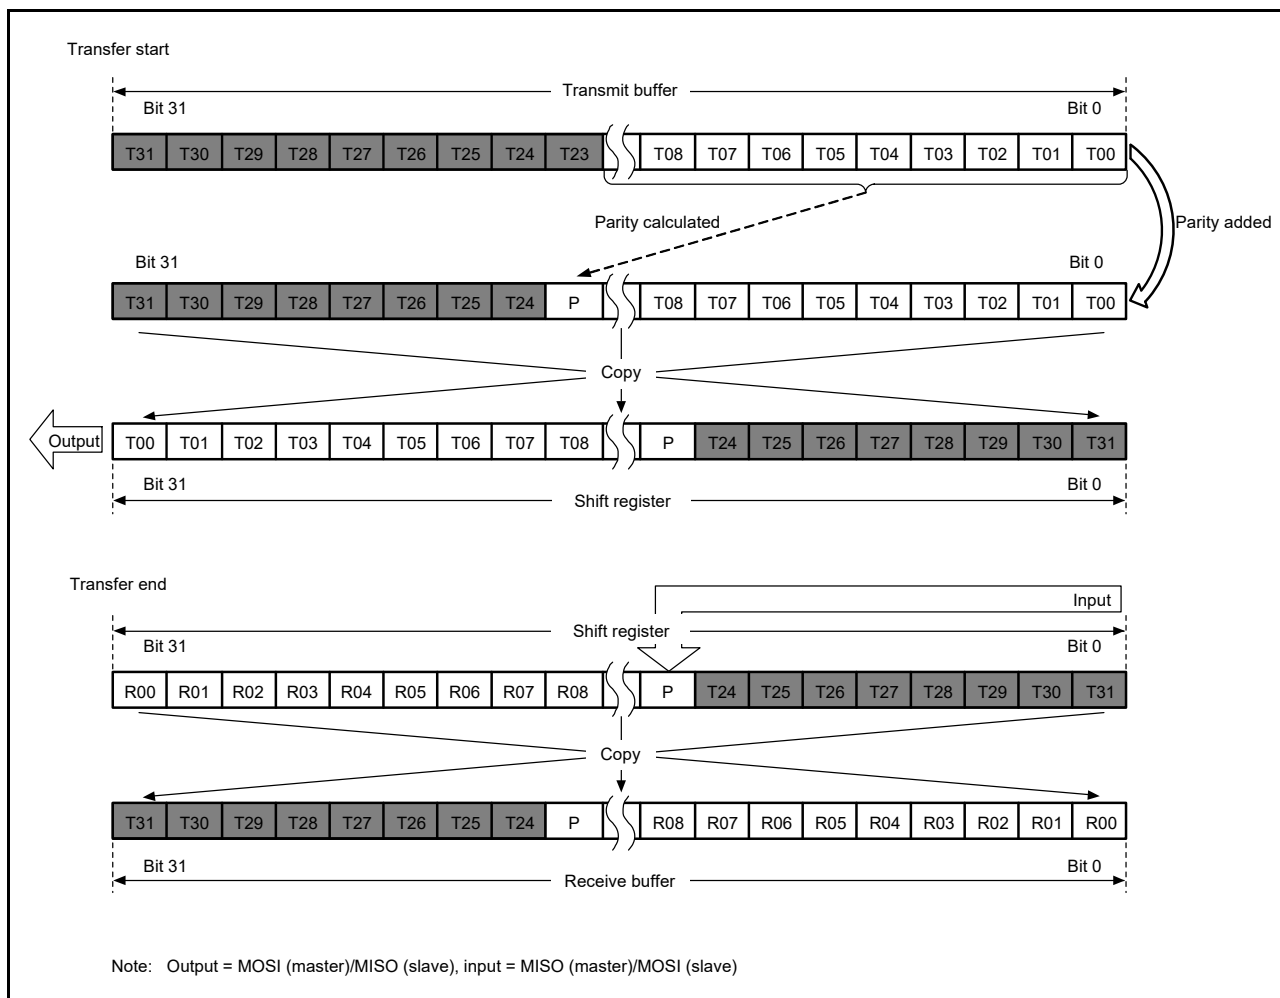 Transfer start
Transmit buffer
Bit 31 Bit 0
T31 T30 T29 T28 T27 T26 T25 T24 T23 T08 T07 T06 T05 T04 T03 T02 T01 T00
Parity calculated
Parity added
Bit 31 Bit 0
T31 T30 T29 T28 T27 T26 T25 T24 P T08 T07 T06 T05 T04 T03 T02 T01 T00
Copy
Output
T00 T01 T02 T03 T04 T05 T06 T07 T08 P T24 T25 T26 T27 T28 T29 T30 T31
Bit 31 Bit 0
Shift register
Transfer end
Input
Shift register
Bit 31 Bit 0
R00 R01 R02 R03 R04 R05 R06 R07 R08 P T24 T25 T26 T27 T28 T29 T30 T31
Copy
T31 T30 T29 T28 T27 T26 T25 T24 P R08 R07 R06 R05 R04 R03 R02 R01 R00
Bit 31 Bit 0
Receive buffer
Note: Output = MOSI (master)/MISO (slave), input = MISO (master)/MOSI (slave)